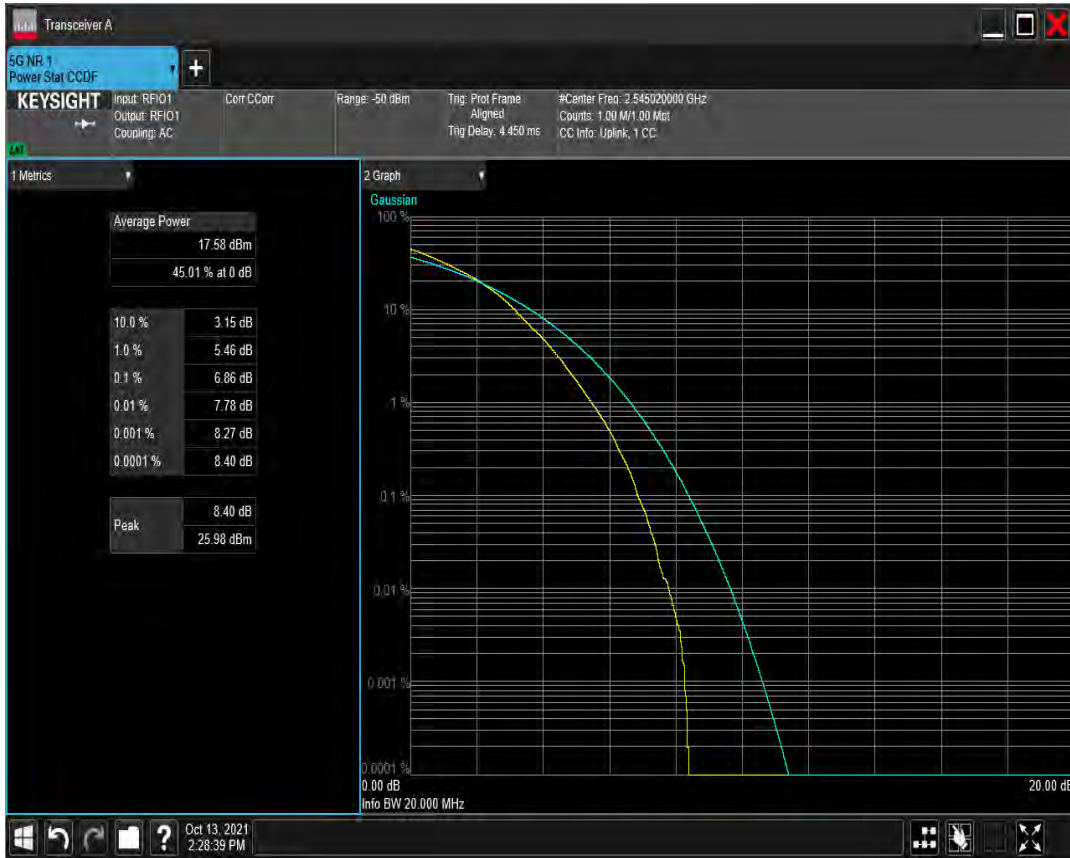 Transceiver A
5G NR 1
Power Stat CCDF
+
KEYSIGHT
Input: RFIO1
Output: RFIO1
Coupling: AC
Corr CCorr
Range: -50 dBm
Trig: Prot Frame
Aligned
Trig Delay: 4.450 ms
#Center Freq: 2.545020000 GHz
Counts: 1.00 M/1.00 Mpt
CC Info: Uplink, 1 CC
1 Metrics
Average Power
17.58 dBm
45.01 % at 0 dB
10.0 % 3.15 dB
1.0 % 5.46 dB
0.1 % 6.86 dB
0.01 % 7.78 dB
0.001 % 8.27 dB
0.0001 % 8.40 dB
Peak
8.40 dB
25.98 dBm
2 Graph
Gaussian
100 %
10 %
1 %
0.1 %
0.01 %
0.001 %
0.0001 %
0.00 dB
20.00 dB
Info BW 20.000 MHz
?
Oct 13, 2021
2:28:39 PM